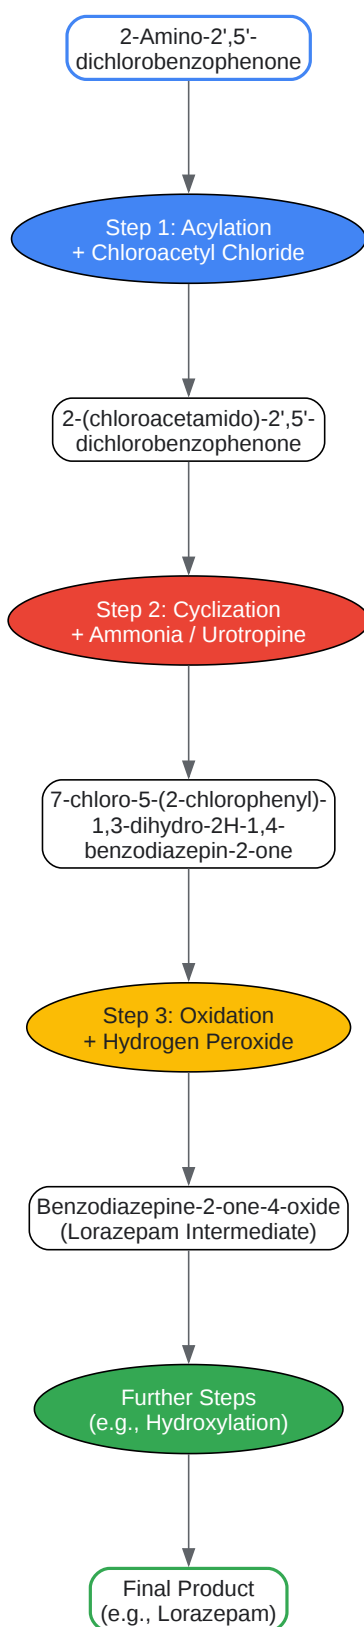 2-Amino-2',5'-
dichlorobenzophenone
Step 1: Acylation
+ Chloroacetyl Chloride
2-(chloroacetamido)-2',5'-
dichlorobenzophenone
Step 2: Cyclization
+ Ammonia / Urotropine
7-chloro-5-(2-chlorophenyl)-
1,3-dihydro-2H-1,4-
benzodiazepin-2-one
Step 3: Oxidation
+ Hydrogen Peroxide
Benzodiazepine-2-one-4-oxide
(Lorazepam Intermediate)
Further Steps
(e.g., Hydroxylation)
Final Product
(e.g., Lorazepam)